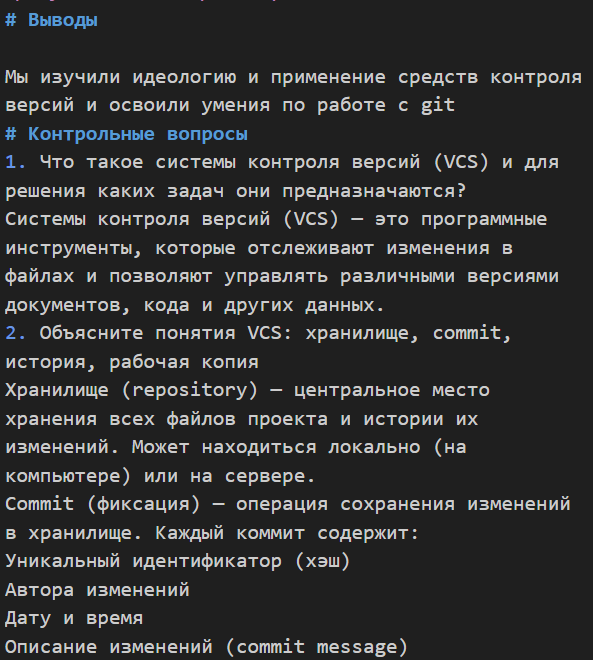 # Выводы
Мы изучили идеологию и применение средств контроля
версий и освоили умения по работе с git
# Контрольные вопросы
1. Что такое системы контроля версий (VCS) и для
решения каких задач они предназначаются?
Системы контроля версий (VCS) — это программные
инструменты, которые отслеживают изменения в
файлах и позволяют управлять различными версиями
документов, кода и других данных.
2. Объясните понятия VCS: хранилище, commit,
история, рабочая копия
Хранилище (repository) — центральное место
хранения всех файлов проекта и истории их
изменений. Может находиться локально (на
компьютере) или на сервере.
Commit (фиксация) — операция сохранения изменений
в хранилище. Каждый коммит содержит:
Уникальный идентификатор (хэш)
Автора изменений
Дату и время
Описание изменений (commit message)